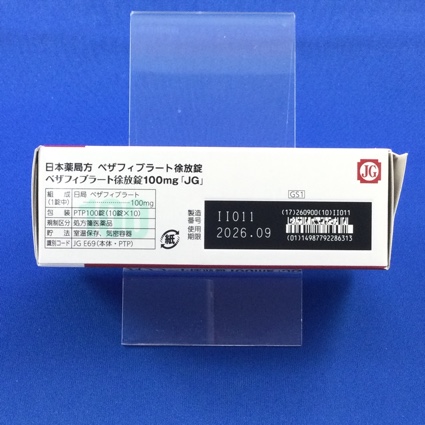 日本薬局方 ベザフィブラート徐放錠
ベザフィブラート徐放錠100mg「JG」
JG
組成 日局 ベザフィブラート
(1錠中) 100mg
包装 PTP100錠(10錠×10)
規制区分 処方箋医薬品
貯法 室温保存、気密容器
識別コード JG E69(本体・PTP)
紙
製造番号 II011
使用期限 2026.09
GS1
(17)260900(10)II011
(01)14987792286313